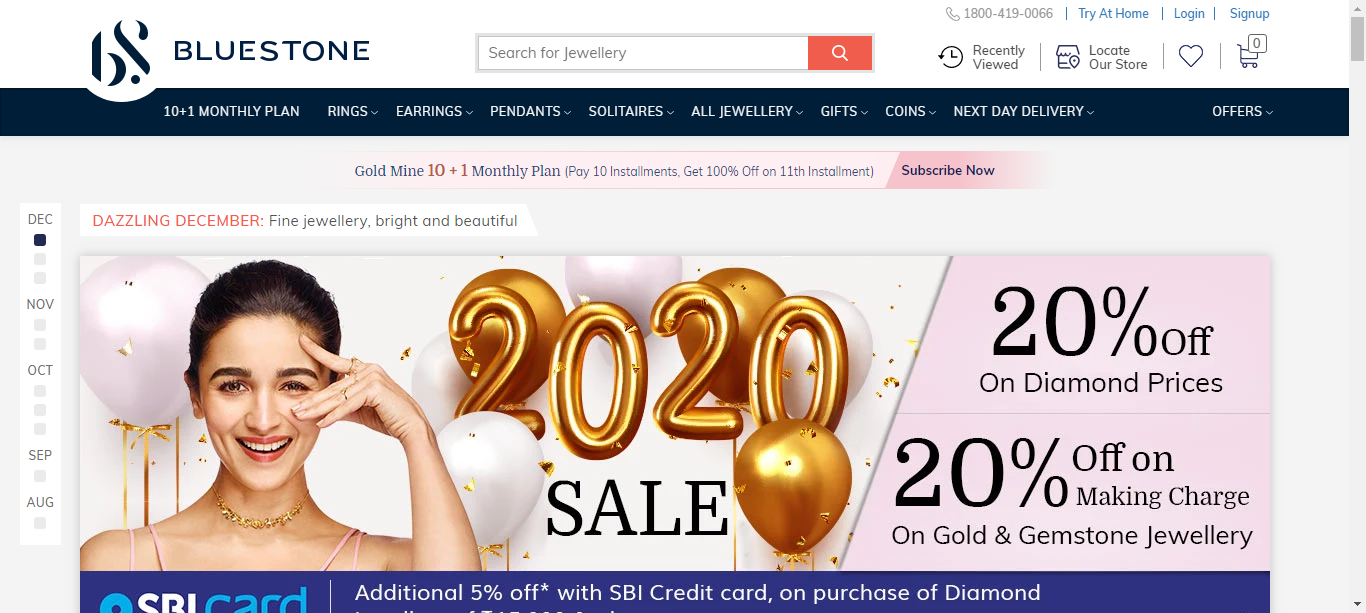 1800-419-0066 | Try At Home | Login | Signup
BLUESTONE
Search for Jewellery
Recently
Viewed
Locate
Our Store
0
10+1 MONTHLY PLAN RINGS EARRINGS PENDANTS SOLITAIRES ALL JEWELLERY GIFTS COINS NEXT DAY DELIVERY OFFERS
Gold Mine 10 + 1 Monthly Plan (Pay 10 Installments, Get 100% Off on 11th Installment) Subscribe Now
DEC
NOV
OCT
SEP
AUG
DAZZLING DECEMBER: Fine jewellery, bright and beautiful
2020
SALE
20% Off
On Diamond Prices
20% Off on
Making Charge
On Gold & Gemstone Jewellery
SBI card
Additional 5% off* with SBI Credit card, on purchase of Diamond